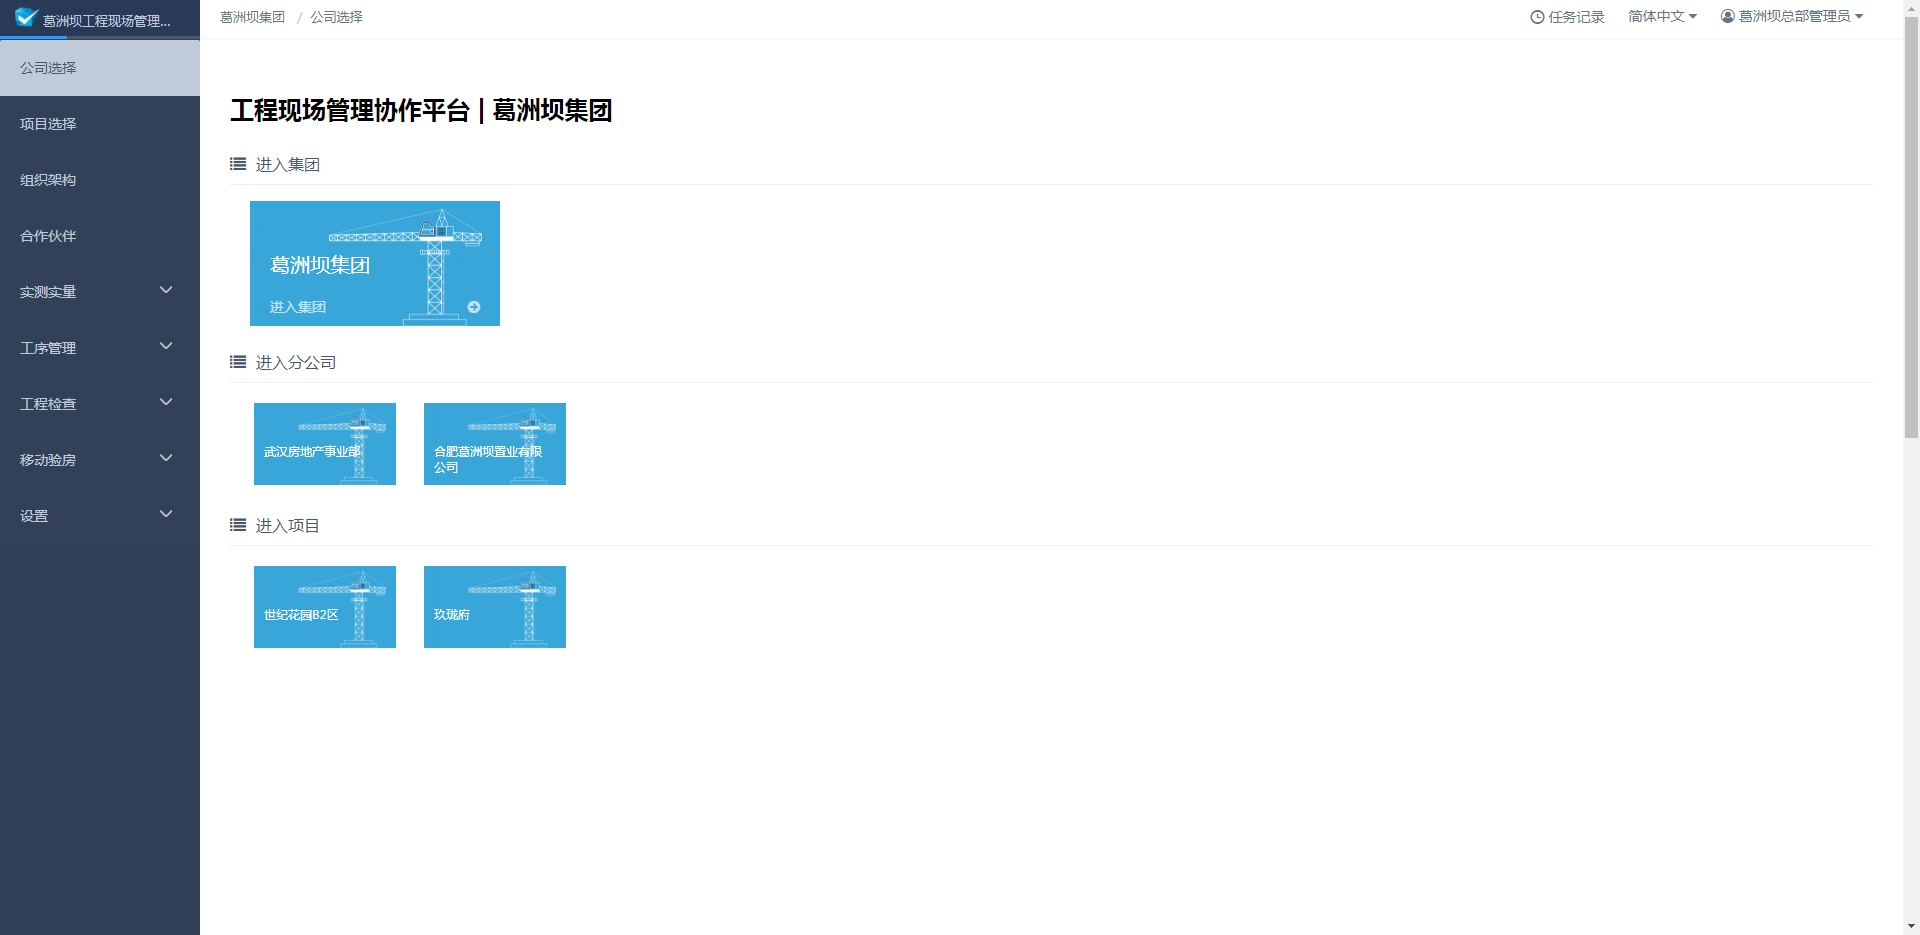 葛洲坝工程现场管理...
葛洲坝集团 / 公司选择
任务记录
简体中文
葛洲坝总部管理员
公司选择
项目选择
组织架构
合作伙伴
实测实量
工序管理
工程检查
移动验房
设置
工程现场管理协作平台 | 葛洲坝集团
进入集团
葛洲坝集团
进入集团
进入分公司
武汉房地产事业部
合肥葛洲坝置业有限
公司
进入项目
世纪花园B2区
玖珑府